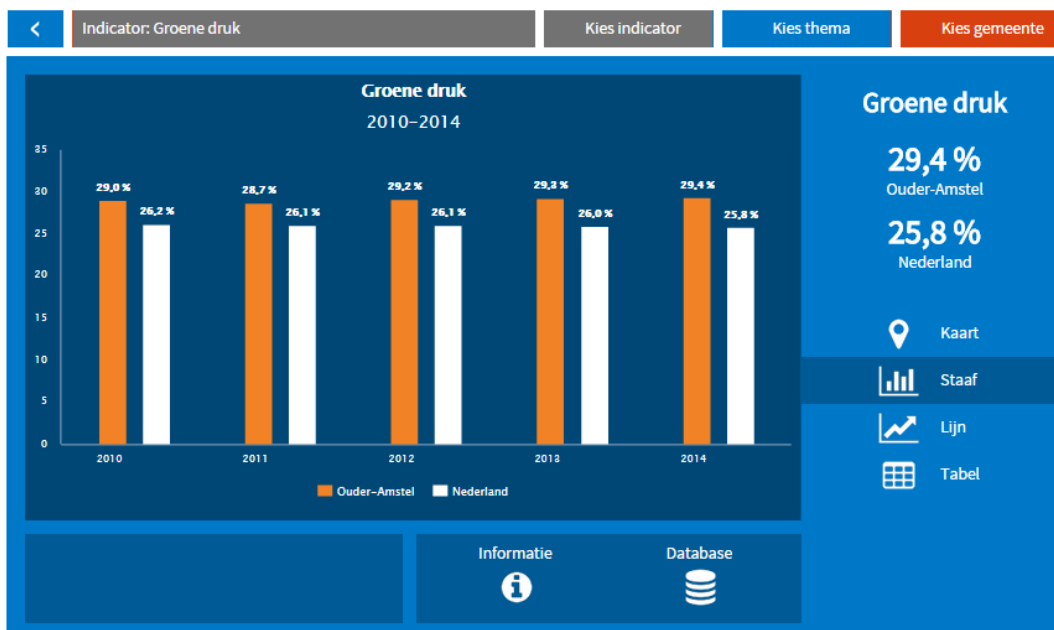 Indicator: Groene druk
Kies indicator
Kies thema
Kies gemeente
Groene druk
2010–2014
35
30
25
20
15
10
5
0
29,0 %
26,2 %
28,7 %
26,1 %
29,2 %
26,1 %
29,3 %
26,0 %
29,4 %
25,8 %
2010
2011
2012
2013
2014
Ouder-Amstel
Nederland
Groene druk
29,4 %
Ouder-Amstel
25,8 %
Nederland
Kaart
Staaf
Lijn
Tabel
Informatie
Database